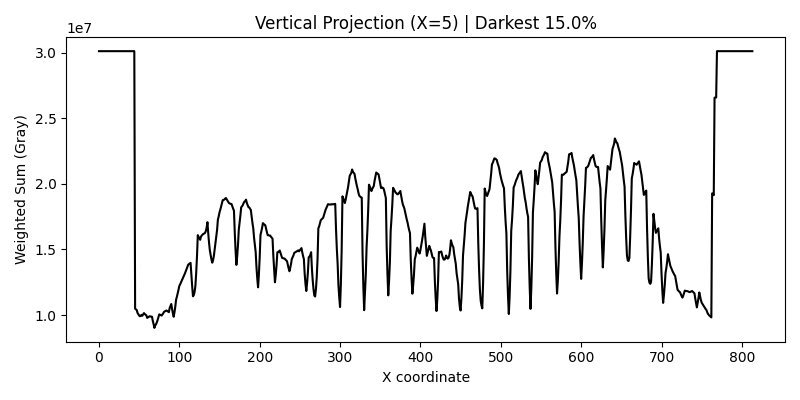 Vertical Projection (X=5) | Darkest 15.0%
1e7
3.0
2.5
2.0
1.5
1.0
Weighted Sum (Gray)
0 100 200 300 400 500 600 700 800
X coordinate